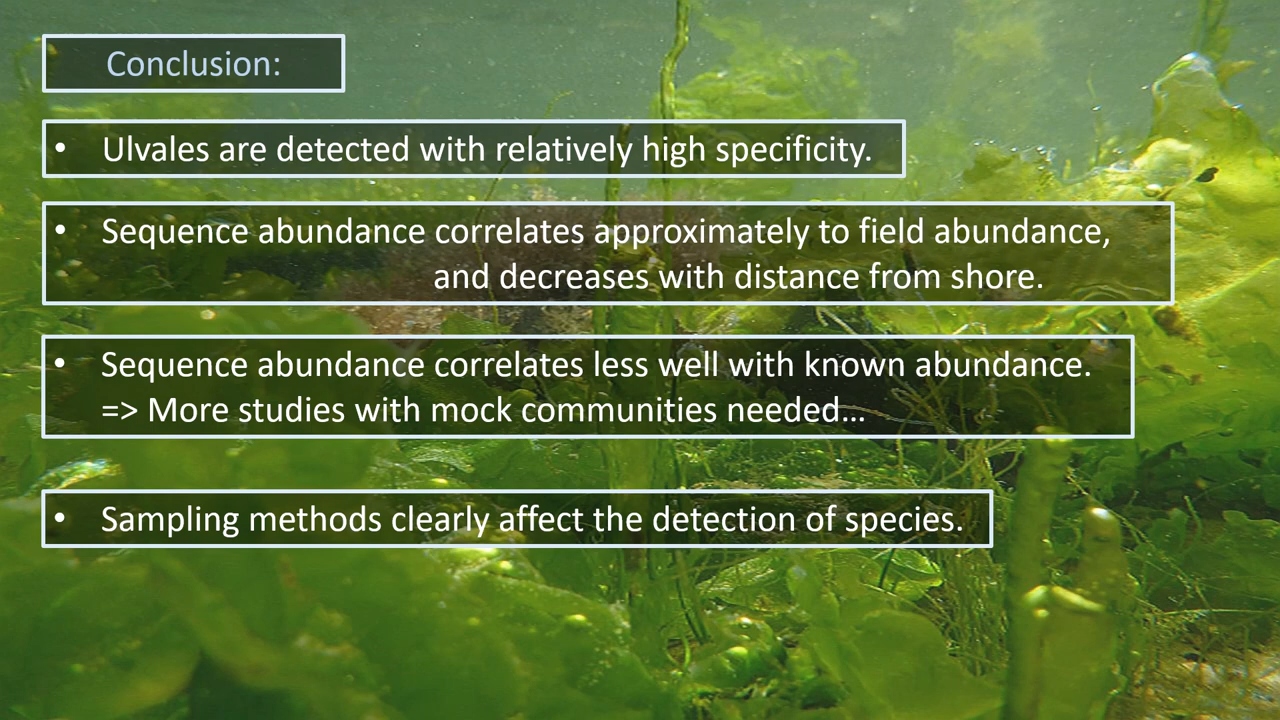 Conclusion:
• Ulvales are detected with relatively high specificity.
• Sequence abundance correlates approximately to field abundance,
and decreases with distance from shore.
• Sequence abundance correlates less well with known abundance.
=> More studies with mock communities needed…
• Sampling methods clearly affect the detection of species.